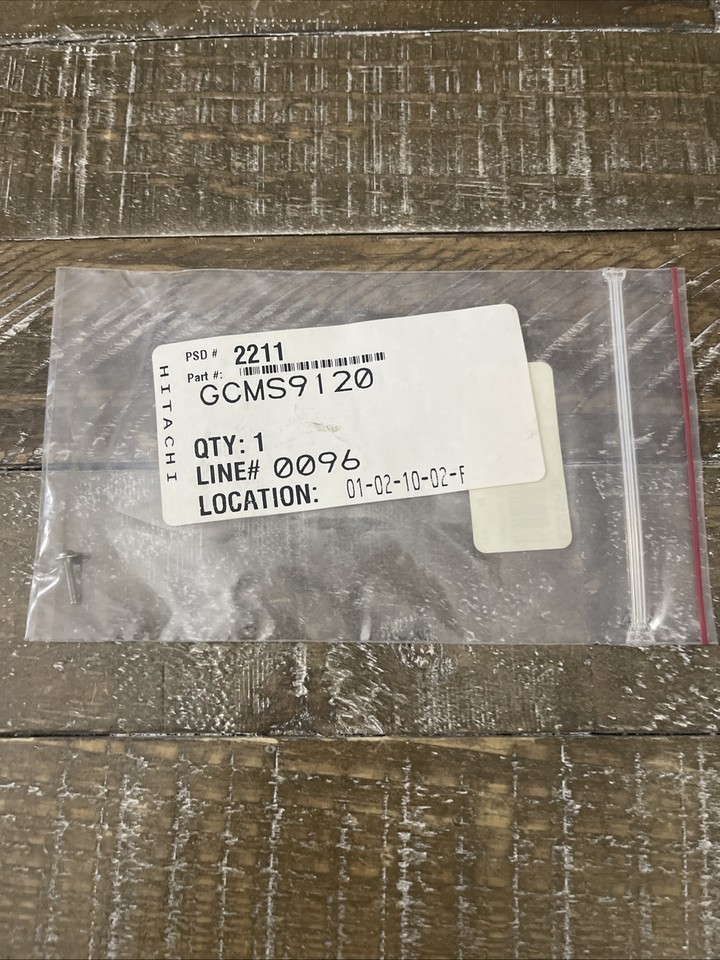 HITACHI
PSD # 2211
Part #:
GCMS9120
QTY: 1
LINE# 0096
LOCATION: 01-02-10-02-F